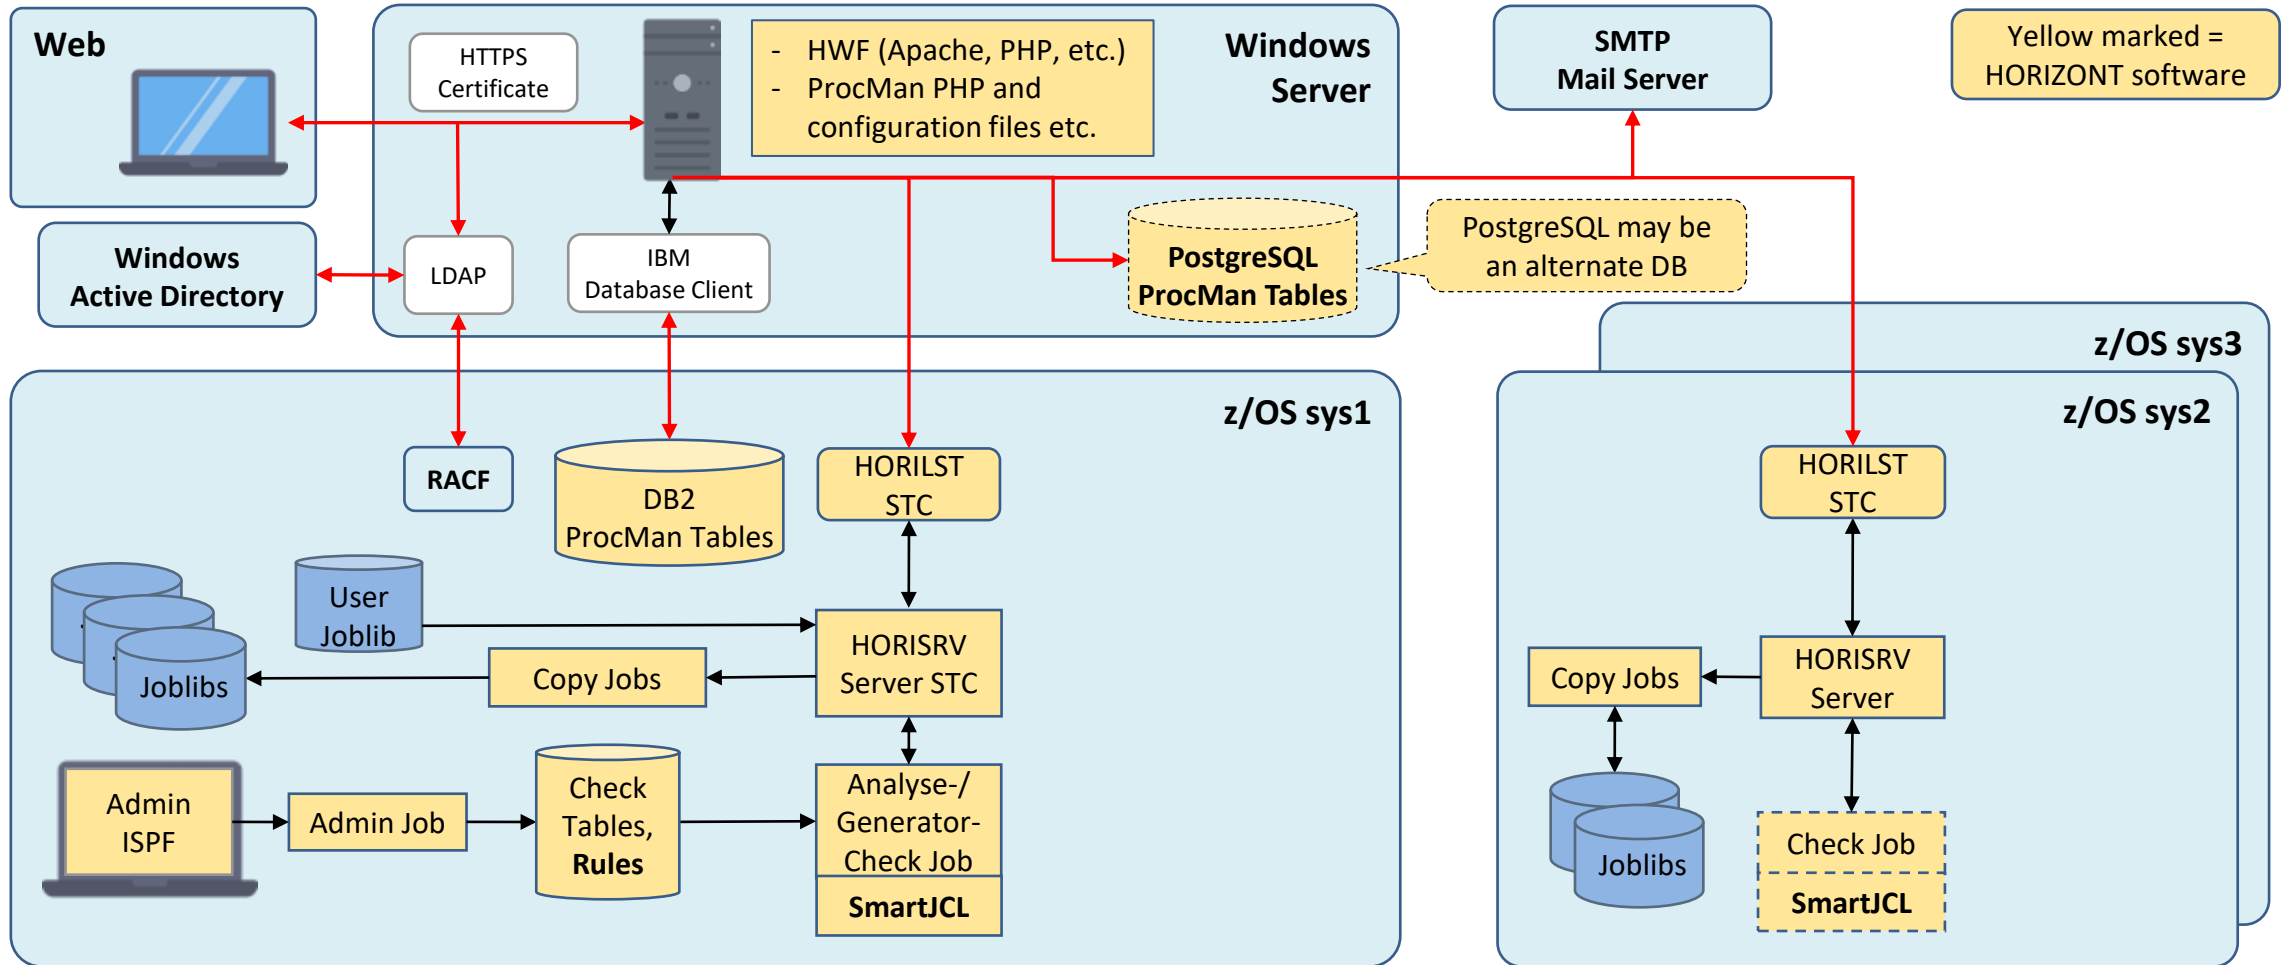 Web
HTTPS
Certificate
- HWF (Apache, PHP, etc.)
- ProcMan PHP and
configuration files etc.
Windows
Server
SMTP
Mail Server
Yellow marked =
HORIZONT software
Windows
Active Directory
LDAP
IBM
Database Client
PostgreSQL
ProcMan Tables
PostgreSQL may be
an alternate DB
z/OS sys3
z/OS sys1
z/OS sys2
RACF
DB2
ProcMan Tables
HORILST
STC
HORILST
STC
User
Joblib
HORISRV
Server STC
Copy Jobs
Joblibs
Copy Jobs
HORISRV
Server
Admin
ISPF
Admin Job
Check
Tables,
Rules
Analyse-/
Generator-
Check Job
SmartJCL
Joblibs
Check Job
SmartJCL